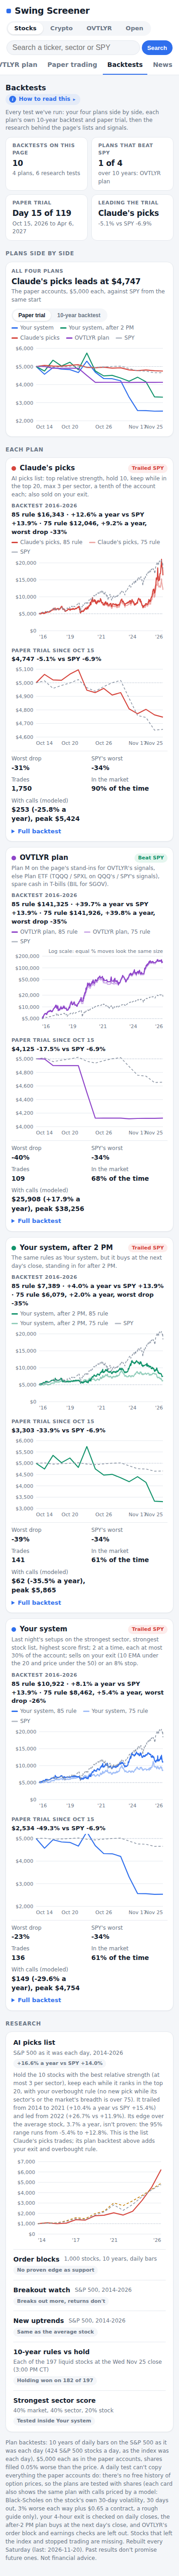 Swing Screener
Stocks Crypto OVTLYR Open
Search a ticker, sector or SPY Search
VTLYR plan Paper trading Backtests News
Backtests
i How to read this
Every test we've run: your four plans side by side, each
plan's own 10-year backtest and paper trial, then the
research behind the page's lists and signals.
BACKTESTS ON THIS
PAGE
10
4 plans, 6 research tests
PLANS THAT BEAT
SPY
1 of 4
over 10 years: OVTLYR
plan
PAPER TRIAL
Day 15 of 119
Oct 15, 2026 to Apr 6,
2027
LEADING THE TRIAL
Claude's picks
-5.1% vs SPY -6.9%
PLANS SIDE BY SIDE
ALL FOUR PLANS
Claude's picks leads at $4,747
The paper accounts, $5,000 each, against SPY from the
same start
Paper trial 10-year backtest
Your system Your system, after 2 PM
Claude's picks OVTLYR plan SPY
$6,000
$5,000
$4,000
$3,000
$2,000
Oct 14 Oct 20 Oct 26 Nov 17 Nov 25
EACH PLAN
Claude's picks Trailed SPY
AI picks list: top relative strength, hold 10, keep while in
the top 20, max 3 per sector, a tenth of the account
each; also sold on your exit.
BACKTEST 2016-2026
85 rule $16,343 · +12.6% a year vs SPY
+13.9% · 75 rule $12,046, +9.2% a year,
worst drop -33%
Claude's picks, 85 rule Claude's picks, 75 rule
SPY
$20,000
$15,000
$10,000
$5,000
$0
'16 '19 '21 '24 '26
PAPER TRIAL SINCE OCT 15
$4,747 -5.1% vs SPY -6.9%
$5,100
$5,000
$4,900
$4,800
$4,700
$4,600
Oct 14 Oct 20 Oct 26 Nov 17 Nov 25
Worst drop
-31%
SPY's worst
-34%
Trades
1,750
In the market
90% of the time
With calls (modeled)
$253 (-25.8% a
year), peak $5,424
Full backtest
OVTLYR plan Beat SPY
Plan M on the page's stand-ins for OVTLYR's signals,
else Plan ETF (TQQQ / SPXL on QQQ's / SPY's signals),
spare cash in T-bills (BIL for SGOV).
BACKTEST 2016-2026
85 rule $141,325 · +39.7% a year vs SPY
+13.9% · 75 rule $141,926, +39.8% a year,
worst drop -35%
OVTLYR plan, 85 rule OVTLYR plan, 75 rule
SPY
Log scale: equal % moves look the same size
$200,000
$100,000
$50,000
$20,000
$10,000
$5,000
'16 '19 '21 '24 '26
PAPER TRIAL SINCE OCT 15
$4,125 -17.5% vs SPY -6.9%
$5,000
$4,800
$4,600
$4,400
$4,200
$4,000
Oct 14 Oct 20 Oct 26 Nov 17 Nov 25
Worst drop
-40%
SPY's worst
-34%
Trades
109
In the market
68% of the time
With calls (modeled)
$25,908 (+17.9% a
year), peak $38,256
Full backtest
Your system, after 2 PM Trailed SPY
The same rules as Your system, but it buys at the next
day's close, standing in for after 2 PM.
BACKTEST 2016-2026
85 rule $7,389 · +4.0% a year vs SPY +13.9%
· 75 rule $6,079, +2.0% a year, worst drop
-35%
Your system, after 2 PM, 85 rule
Your system, after 2 PM, 75 rule SPY
$20,000
$15,000
$10,000
$5,000
$0
'16 '19 '21 '24 '26
PAPER TRIAL SINCE OCT 15
$3,303 -33.9% vs SPY -6.9%
$6,000
$5,500
$5,000
$4,500
$4,000
$3,500
$3,000
Oct 14 Oct 20 Oct 26 Nov 17 Nov 25
Worst drop
-39%
SPY's worst
-34%
Trades
141
In the market
61% of the time
With calls (modeled)
$62 (-35.5% a year),
peak $5,865
Full backtest
Your system Trailed SPY
Last night's setups on the strongest sector, strongest
stock list, highest score first; 2 at a time, each at most
30% of the account; sells on your exit (10 EMA under
the 20 and price under the 50) or an 8% stop.
BACKTEST 2016-2026
85 rule $10,922 · +8.1% a year vs SPY
+13.9% · 75 rule $8,462, +5.4% a year, worst
drop -26%
Your system, 85 rule Your system, 75 rule
SPY
$20,000
$15,000
$10,000
$5,000
$0
'16 '19 '21 '24 '26
PAPER TRIAL SINCE OCT 15
$2,534 -49.3% vs SPY -6.9%
$5,000
$4,000
$3,000
$2,000
Oct 14 Oct 20 Oct 26 Nov 17 Nov 25
Worst drop
-23%
SPY's worst
-34%
Trades
136
In the market
61% of the time
With calls (modeled)
$149 (-29.6% a
year), peak $4,754
Full backtest
RESEARCH
AI picks list
S&P 500 as it was each day, 2014-2026
+16.6% a year vs SPY +14.0%
Hold the 10 stocks with the best relative strength (at
most 3 per sector), keep each while it ranks in the top
20, with your overbought rule (no new pick while its
sector's or the market's breadth is over 75). It trailed
from 2014 to 2021 (+10.4% a year vs SPY +15.4%)
and led from 2022 (+26.7% vs +11.9%). Its edge over
the average stock, 3.7% a year, isn't proven: the 95%
range runs from -5.4% to +12.8%. This is the list
Claude's picks trades; its plan backtest above adds
your exit and overbought rule.
$7,000
$6,000
$5,000
$4,000
$3,000
$2,000
$1,000
$0
'14 '17 '21 '26
Order blocks 1,000 stocks, 10 years, daily bars
No proven edge as support
Breakout watch S&P 500, 2014-2026
Breaks out more, returns don't
New uptrends S&P 500, 2014-2026
Same as the average stock
10-year rules vs hold
Each of the 197 liquid stocks at the Wed Nov 25 close
(3:00 PM CT)
Holding won on 182 of 197
Strongest sector score
40% market, 40% sector, 20% stock
Tested inside Your system
Plan backtests: 10 years of daily bars on the S&P 500 as it
was each day (424 S&P 500 stocks a day, as the index was
each day), $5,000 each as in the paper accounts, shares
filled 0.05% worse than the price. A daily test can't copy
everything the paper accounts do: there's no free history of
option prices, so the plans are tested with shares (each card
also shows the same plan with calls priced by a model:
Black-Scholes on the stock's own 30-day volatility, 30 days
out, 3% worse each way plus $0.65 a contract, a rough
guide only), your 4-hour exit is checked on daily closes, the
after-2-PM plan buys at the next day's close, and OVTLYR's
order block and earnings checks are left out. Stocks that left
the index and stopped trading are missing. Rebuilt every
Saturday (last: 2026-11-20). Past results don't promise
future ones. Not financial advice.